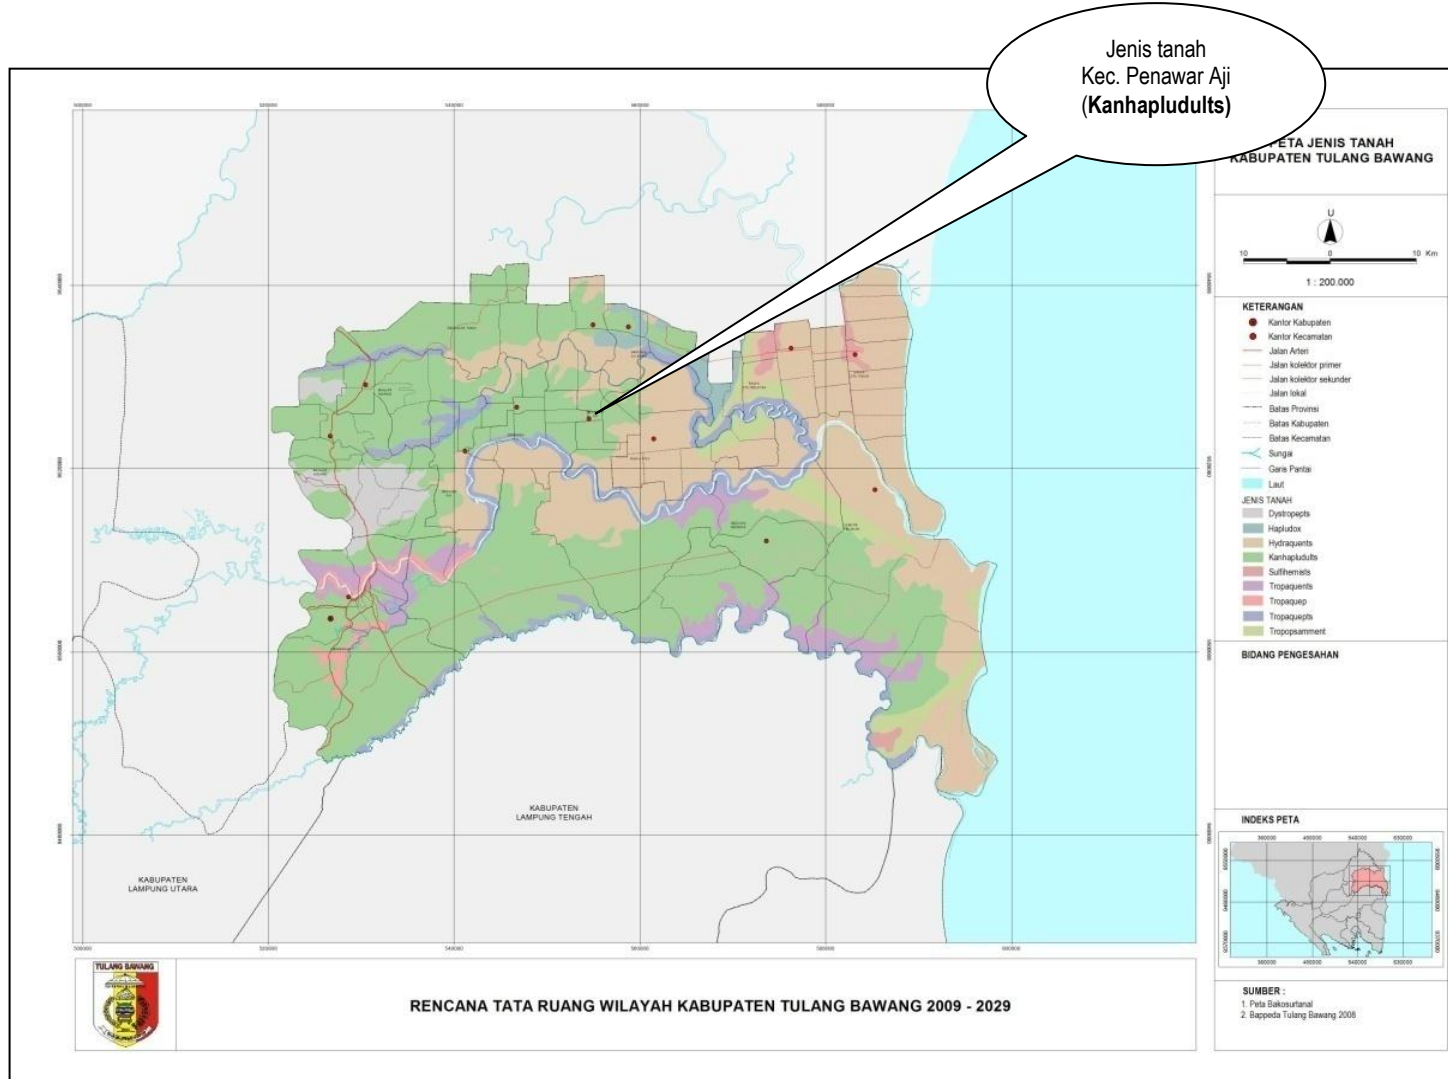 Jenis tanah
Kec. Penawar Aji
(Kanhapludults)
PETA JENIS TANAH
KABUPATEN TULANG BAWANG
U
10 0 10 Km
1 : 200.000
KETERANGAN
Kantor Kabupaten
Kantor Kecamatan
Jalan Arteri
Jalan kolektor primer
Jalan kolektor sekunder
Jalan lokal
Batas Provinsi
Batas Kabupaten
Batas Kecamatan
Sungai
Garis Pantai
Laut
JENIS TANAH
Dystropepts
Hapludox
Hydraquents
Kanhapludults
Sulfihemists
Tropaquents
Tropaquep
Tropaquepts
Tropopsamment
BIDANG PENGESAHAN
KABUPATEN
LAMPUNG TENGAH
KABUPATEN
LAMPUNG UTARA
INDEKS PETA
SUMBER :
1. Peta Bakosurtanal
2. Bappeda Tulang Bawang 2008
TULANG BAWANG
RENCANA TATA RUANG WILAYAH KABUPATEN TULANG BAWANG 2009 - 2029